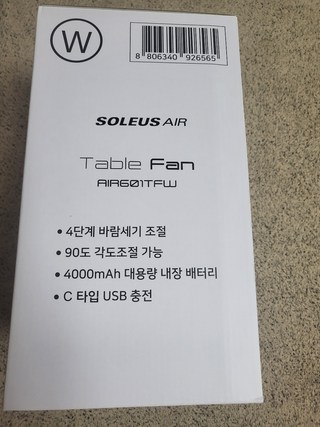 W
8 806340 926565
SOLEUS AIR
Table Fan
AIR601TFW
• 4단계 바람세기 조절
• 90도 각도조절 가능
• 4000mAh 대용량 내장 배터리
• C 타입 USB 충전